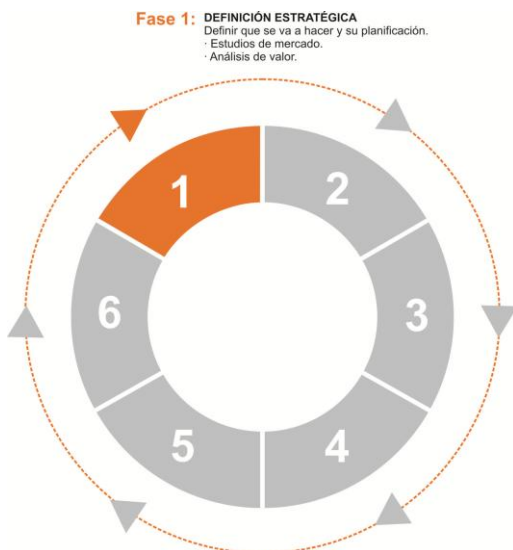 Fase 1: DEFINICIÓN ESTRATÉGICA
Definir que se va a hacer y su planificación.
· Estudios de mercado.
· Análisis de valor.
1
2
6
3
5
4